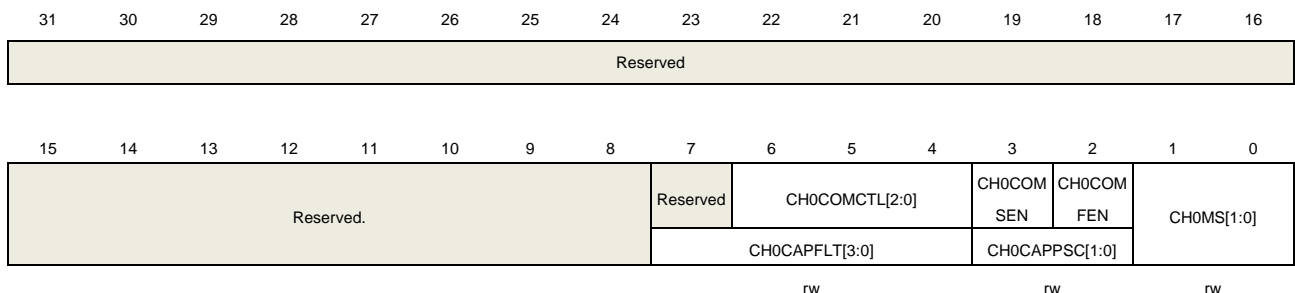 31 30 29 28 27 26 25 24 23 22 21 20 19 18 17 16
Reserved
15 14 13 12 11 10 9 8 7 6 5 4 3 2 1 0
Reserved.
Reserved
CH0COMCTL[2:0]
CH0COM
SEN
CH0COM
FEN
CH0MS[1:0]
CH0CAPFLT[3:0]
CH0CAPPSC[1:0]
rw rw rw